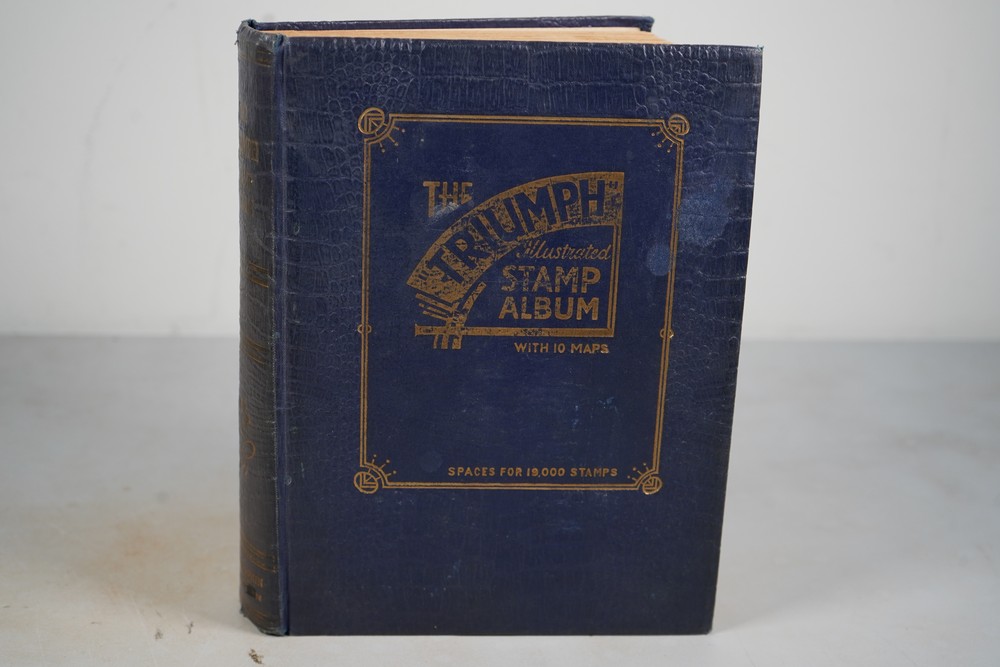 THE
TRIUMPH
illustrated
STAMP
ALBUM
WITH 10 MAPS
SPACES FOR 19,000 STAMPS